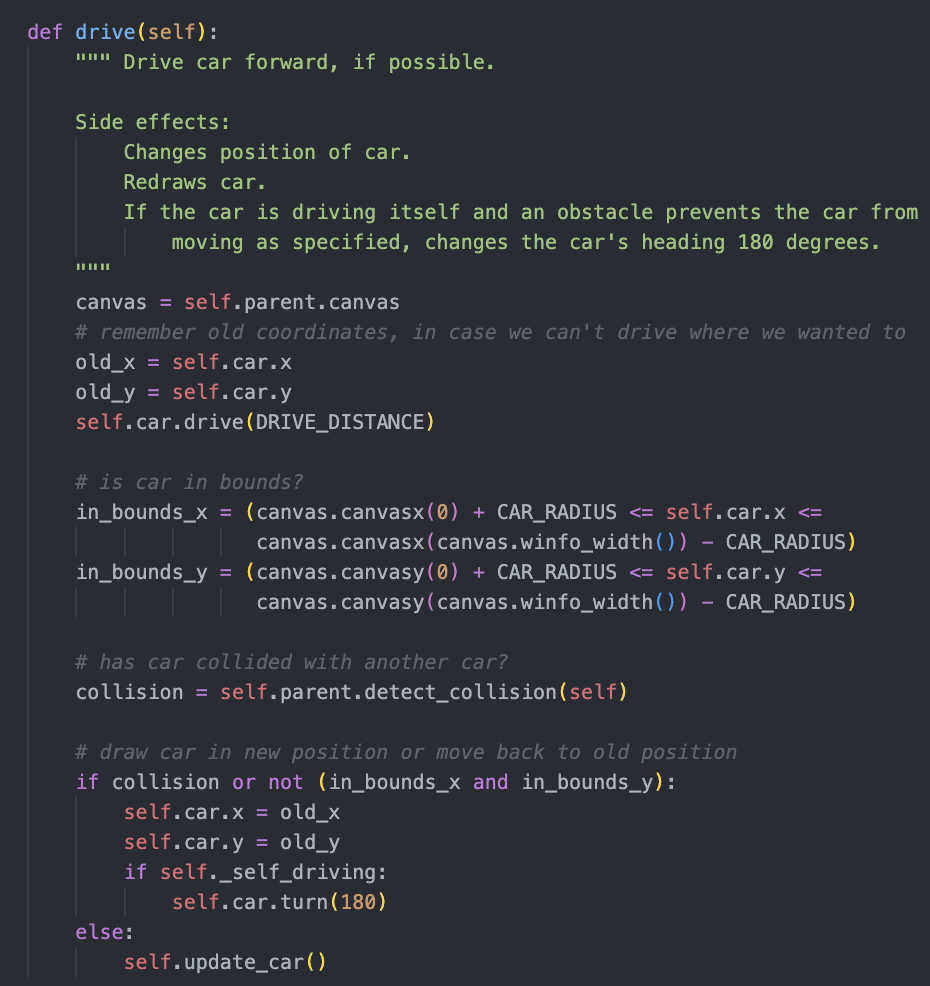 def drive(self):
    """ Drive car forward, if possible.

    Side effects:
        Changes position of car.
        Redraws car.
        If the car is driving itself and an obstacle prevents the car from
            moving as specified, changes the car's heading 180 degrees.
    """
    canvas = self.parent.canvas
    # remember old coordinates, in case we can't drive where we wanted to
    old_x = self.car.x
    old_y = self.car.y
    self.car.drive(DRIVE_DISTANCE)

    # is car in bounds?
    in_bounds_x = (canvas.canvasx(0) + CAR_RADIUS <= self.car.x <=
                   canvas.canvasx(canvas.winfo_width()) - CAR_RADIUS)
    in_bounds_y = (canvas.canvasy(0) + CAR_RADIUS <= self.car.y <=
                   canvas.canvasy(canvas.winfo_width()) - CAR_RADIUS)

    # has car collided with another car?
    collision = self.parent.detect_collision(self)

    # draw car in new position or move back to old position
    if collision or not (in_bounds_x and in_bounds_y):
        self.car.x = old_x
        self.car.y = old_y
        if self._self_driving:
            self.car.turn(180)
    else:
        self.update_car()